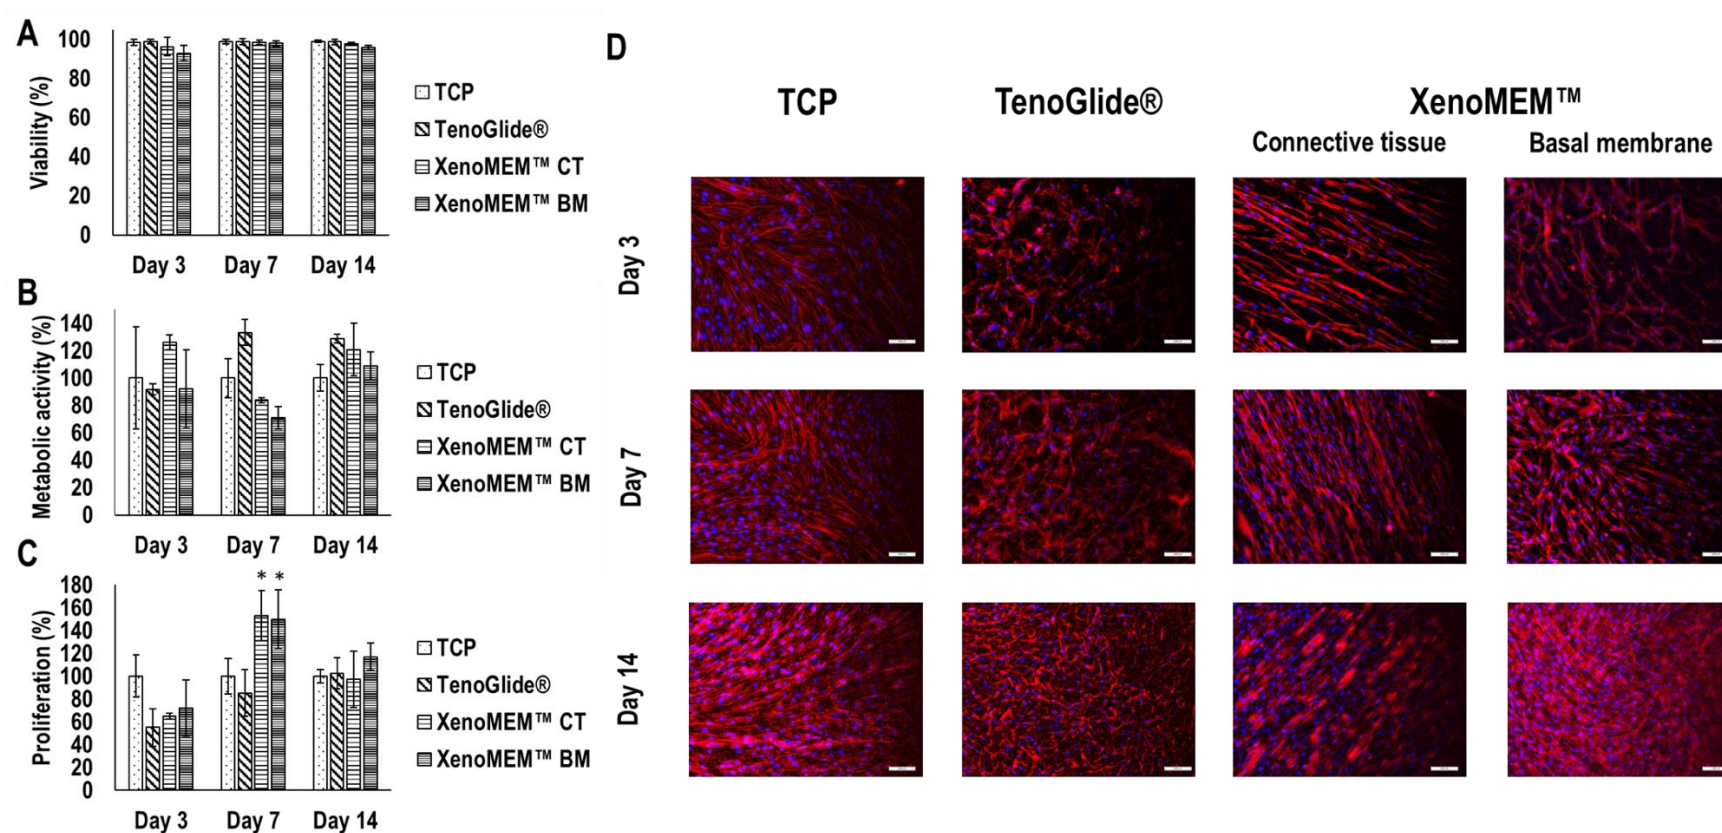 A
100
80
60
40
20
0
Viability (%)
Day 3 Day 7 Day 14
TCP
TenoGlide®
XenoMEM™ CT
XenoMEM™ BM
B
140
120
100
80
60
40
20
0
Metabolic activity (%)
Day 3 Day 7 Day 14
TCP
TenoGlide®
XenoMEM™ CT
XenoMEM™ BM
C
180
160
140
120
100
80
60
40
20
0
Proliferation (%)
* *
Day 3 Day 7 Day 14
TCP
TenoGlide®
XenoMEM™ CT
XenoMEM™ BM
D
TCP TenoGlide® XenoMEM™
Connective tissue Basal membrane
Day 3
Day 7
Day 14